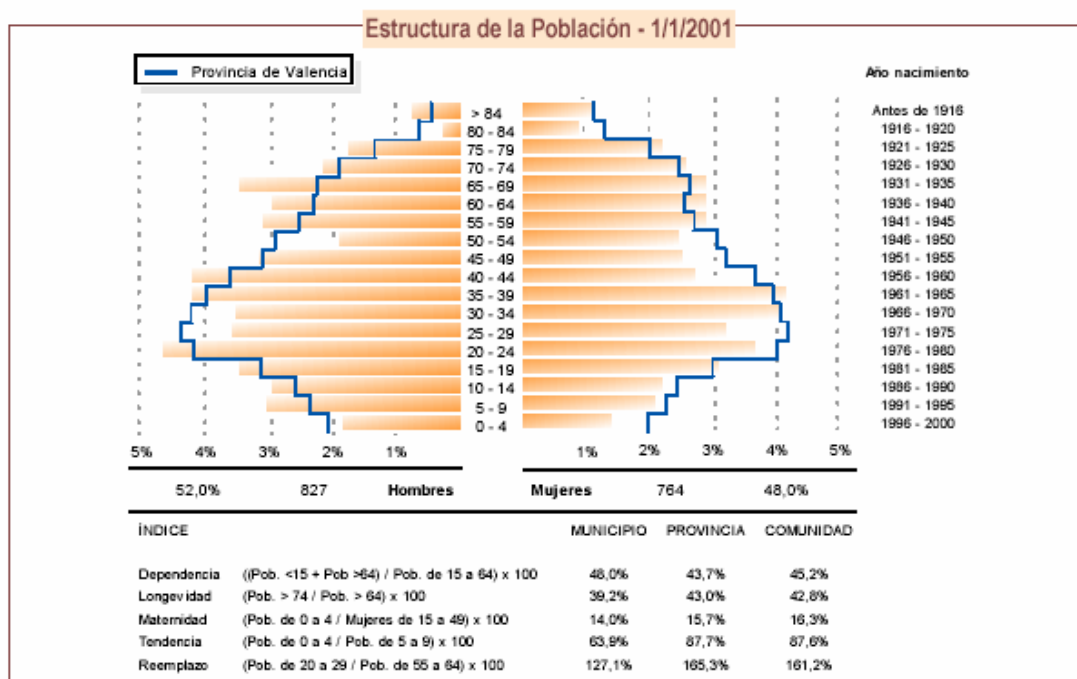 Estructura de la Población - 1/1/2001
Provincia de Valencia
Año nacimiento
> 84 Antes de 1916
80 - 84 1916 - 1920
75 - 79 1921 - 1925
70 - 74 1926 - 1930
65 - 69 1931 - 1935
60 - 64 1936 - 1940
55 - 59 1941 - 1945
50 - 54 1946 - 1950
45 - 49 1951 - 1955
40 - 44 1956 - 1960
35 - 39 1961 - 1965
30 - 34 1966 - 1970
25 - 29 1971 - 1975
20 - 24 1976 - 1980
15 - 19 1981 - 1985
10 - 14 1986 - 1990
5 - 9 1991 - 1995
0 - 4 1996 - 2000
5% 4% 3% 2% 1% 1% 2% 3% 4% 5%
52,0% 827 Hombres Mujeres 764 48,0%
ÍNDICE MUNICIPIO PROVINCIA COMUNIDAD
Dependencia ((Pob. <15 + Pob >64) / Pob. de 15 a 64) x 100 48,0% 43,7% 45,2%
Longevidad (Pob. > 74 / Pob. > 64) x 100 39,2% 43,0% 42,8%
Maternidad (Pob. de 0 a 4 / Mujeres de 15 a 49) x 100 14,0% 15,7% 16,3%
Tendencia (Pob. de 0 a 4 / Pob. de 5 a 9) x 100 63,9% 87,7% 87,6%
Reemplazo (Pob. de 20 a 29 / Pob. de 55 a 64) x 100 127,1% 165,3% 161,2%